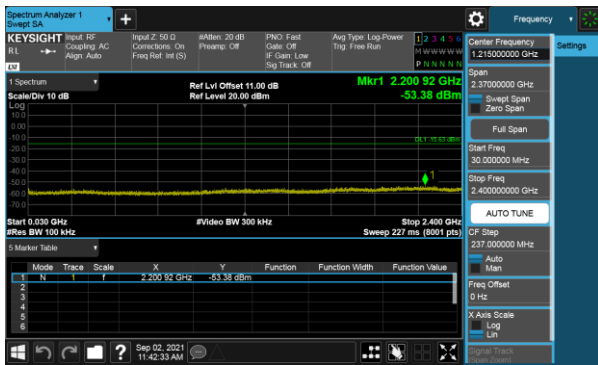 Spectrum Analyzer 1
Swept SA
Frequency
KEYSIGHT
RL
Input: RF
Coupling: AC
Align: Auto
Input Z: 50 Ω
Corrections: On
Freq Ref: Int (S)
#Atten: 20 dB
Preamp: Off
PNO: Fast
Gate: Off
IF Gain: Low
Sig Track: Off
Avg Type: Log-Power
Trig: Free Run
1 2 3 4 5 6
M W W W W W
P N N N N N
1 Spectrum
Scale/Div 10 dB
Log
Ref Lvl Offset 11.00 dB
Ref Level 20.00 dBm
Mkr1 2.200 92 GHz
-53.38 dBm
10.0
0.00
-10.0
DL1 -13.63 dBm
-20.0
-30.0
-40.0
1
-50.0
-60.0
-70.0
Start 0.030 GHz
#Res BW 100 kHz
#Video BW 300 kHz
Stop 2.400 GHz
Sweep 227 ms (8001 pts)
5 Marker Table
Mode Trace Scale X Y Function Function Width Function Value
1 N 1 f 2.200 92 GHz -53.38 dBm
2
3
4
5
6
Sep 02, 2021
11:42:33 AM
Center Frequency
1.215000000 GHz
Settings
Span
2.37000000 GHz
Swept Span
Zero Span
Full Span
Start Freq
30.000000 MHz
Stop Freq
2.400000000 GHz
AUTO TUNE
CF Step
237.000000 MHz
Auto
Man
Freq Offset
0 Hz
X Axis Scale
Log
Lin
Signal Track
(Span Zoom)